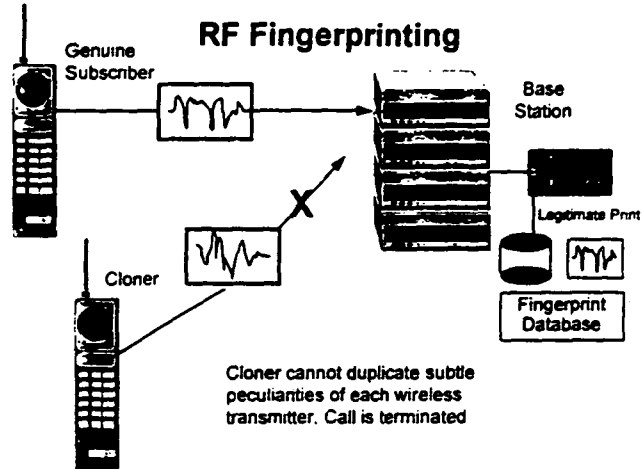 RF Fingerprinting
Genuine
Subscriber
Base
Station
Legitimate Print
X
Cloner
Fingerprint
Database
Cloner cannot duplicate subtle
peculianties of each wireless
transmitter. Call is terminated